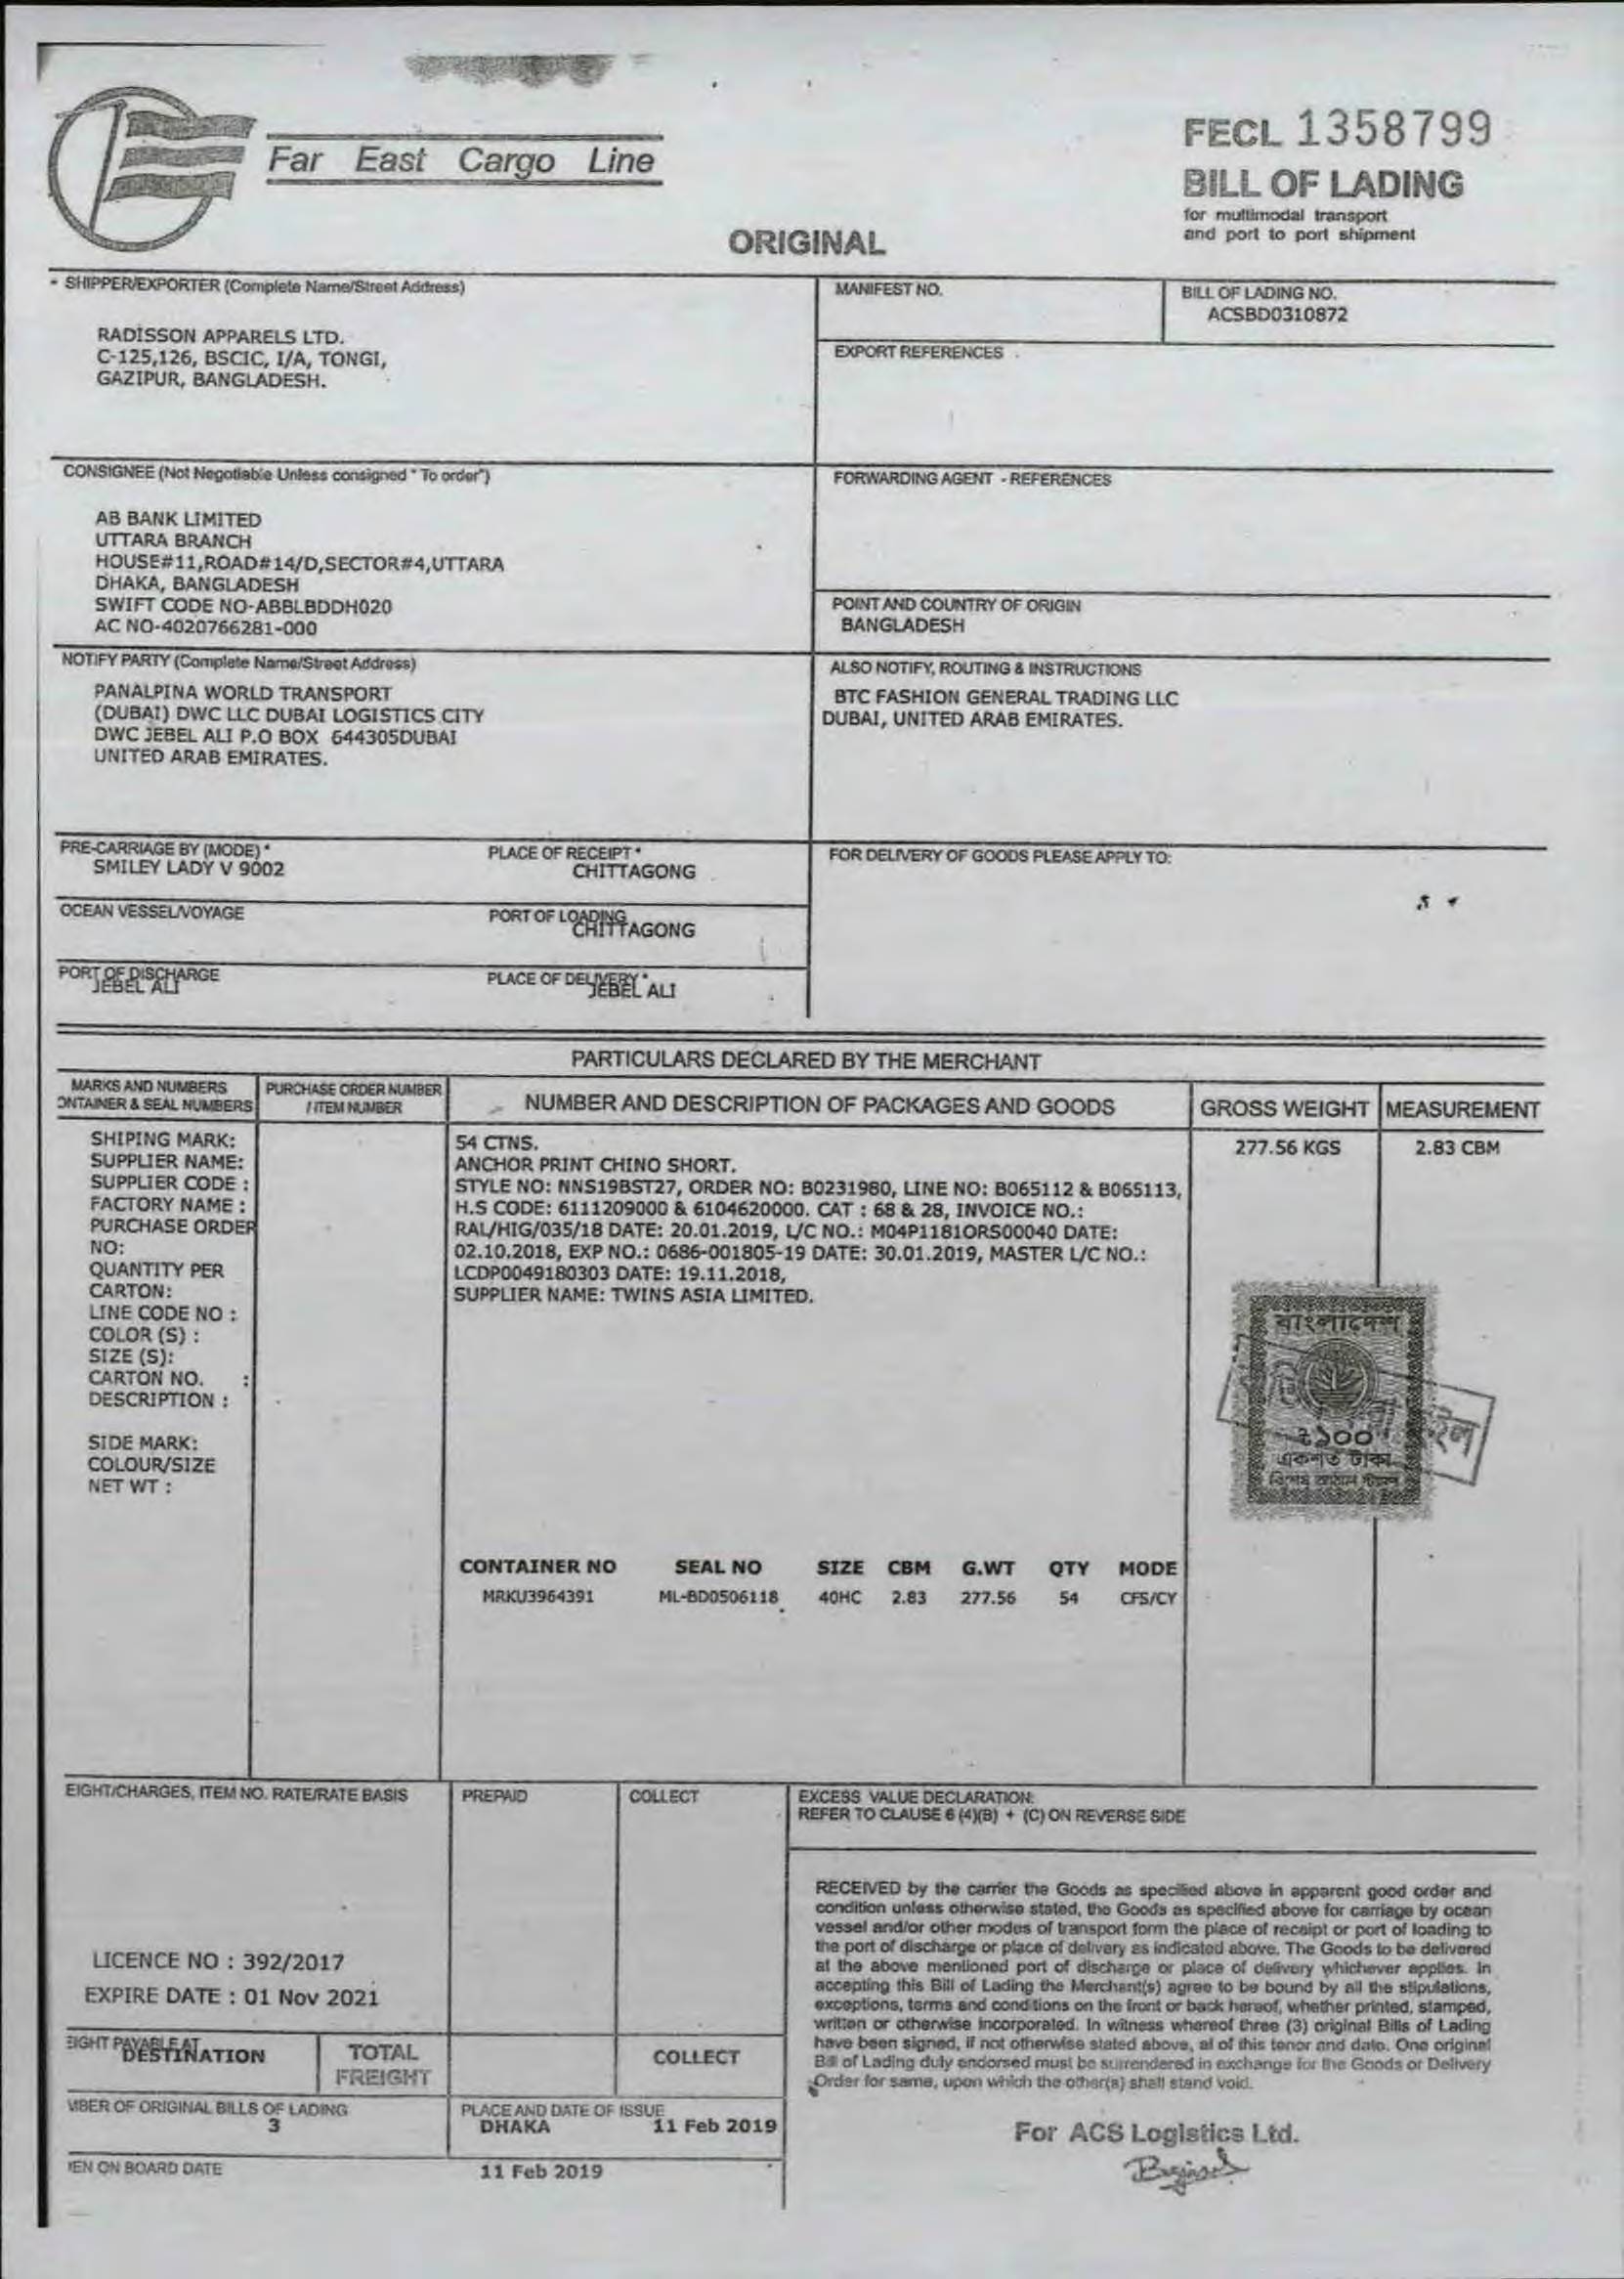 Far East Cargo Line
FECL 1358799
BILL OF LADING
for multimodal transport
and port to port shipment
ORIGINAL
- SHIPPER/EXPORTER (Complete Name/Street Address)
RADISSON APPARELS LTD.
C-125,126, BSCIC, I/A, TONGI,
GAZIPUR, BANGLADESH.
MANIFEST NO.
BILL OF LADING NO.
ACSBD0310872
EXPORT REFERENCES
CONSIGNEE (Not Negotiable Unless consigned " To order")
AB BANK LIMITED
UTTARA BRANCH
HOUSE#11,ROAD#14/D,SECTOR#4,UTTARA
DHAKA, BANGLADESH
SWIFT CODE NO-ABBLBDDH020
AC NO-4020766281-000
FORWARDING AGENT - REFERENCES
POINT AND COUNTRY OF ORIGIN
BANGLADESH
NOTIFY PARTY (Complete Name/Street Address)
PANALPINA WORLD TRANSPORT
(DUBAI) DWC LLC DUBAI LOGISTICS CITY
DWC JEBEL ALI P.O BOX 644305DUBAI
UNITED ARAB EMIRATES.
ALSO NOTIFY, ROUTING & INSTRUCTIONS
BTC FASHION GENERAL TRADING LLC
DUBAI, UNITED ARAB EMIRATES.
PRE-CARRIAGE BY (MODE) *
SMILEY LADY V 9002
PLACE OF RECEIPT *
CHITTAGONG
FOR DELIVERY OF GOODS PLEASE APPLY TO:
OCEAN VESSEL/VOYAGE
PORT OF LOADING
CHITTAGONG
PORT OF DISCHARGE
JEBEL ALI
PLACE OF DELIVERY *
JEBEL ALI
PARTICULARS DECLARED BY THE MERCHANT
MARKS AND NUMBERS
ONTAINER & SEAL NUMBERS
PURCHASE ORDER NUMBER
/ ITEM NUMBER
NUMBER AND DESCRIPTION OF PACKAGES AND GOODS
GROSS WEIGHT
MEASUREMENT
SHIPING MARK:
SUPPLIER NAME:
SUPPLIER CODE :
FACTORY NAME :
PURCHASE ORDER
NO:
QUANTITY PER
CARTON:
LINE CODE NO :
COLOR (S) :
SIZE (S):
CARTON NO. :
DESCRIPTION :
SIDE MARK:
COLOUR/SIZE
NET WT :
54 CTNS.
ANCHOR PRINT CHINO SHORT.
STYLE NO: NNS19BST27, ORDER NO: B0231980, LINE NO: B065112 & B065113,
H.S CODE: 6111209000 & 6104620000. CAT : 68 & 28, INVOICE NO.:
RAL/HIG/035/18 DATE: 20.01.2019, L/C NO.: M04P1181ORS00040 DATE:
02.10.2018, EXP NO.: 0686-001805-19 DATE: 30.01.2019, MASTER L/C NO.:
LCDP0049180303 DATE: 19.11.2018,
SUPPLIER NAME: TWINS ASIA LIMITED.
277.56 KGS
2.83 CBM
বাংলাদেশ
৳১০০
একশত টাকা
CONTAINER NO SEAL NO SIZE CBM G.WT QTY MODE
MRKU3964391 ML-BD0506118 40HC 2.83 277.56 54 CFS/CY
EIGHT/CHARGES, ITEM NO. RATE/RATE BASIS
PREPAID
COLLECT
EXCESS VALUE DECLARATION:
REFER TO CLAUSE 6 (4)(B) + (C) ON REVERSE SIDE
LICENCE NO : 392/2017
EXPIRE DATE : 01 Nov 2021
RECEIVED by the carrier the Goods as specified above in apparent good order and
condition unless otherwise stated, the Goods as specified above for carriage by ocean
vessel and/or other modes of transport form the place of receipt or port of loading to
the port of discharge or place of delivery as indicated above. The Goods to be delivered
at the above mentioned port of discharge or place of delivery whichever applies. In
accepting this Bill of Lading the Merchant(s) agree to be bound by all the stipulations,
exceptions, terms and conditions on the front or back hereof, whether printed, stamped,
written or otherwise incorporated. In witness whereof three (3) original Bills of Lading
have been signed, if not otherwise stated above, al of this tenor and date. One original
Bill of Lading duly endorsed must be surrendered in exchange for the Goods or Delivery
Order for same, upon which the other(s) shall stand void.
EIGHT PAYABLE AT
DESTINATION
TOTAL
FREIGHT
COLLECT
MBER OF ORIGINAL BILLS OF LADING
3
PLACE AND DATE OF ISSUE
DHAKA 11 Feb 2019
For ACS Logistics Ltd.
EN ON BOARD DATE
11 Feb 2019